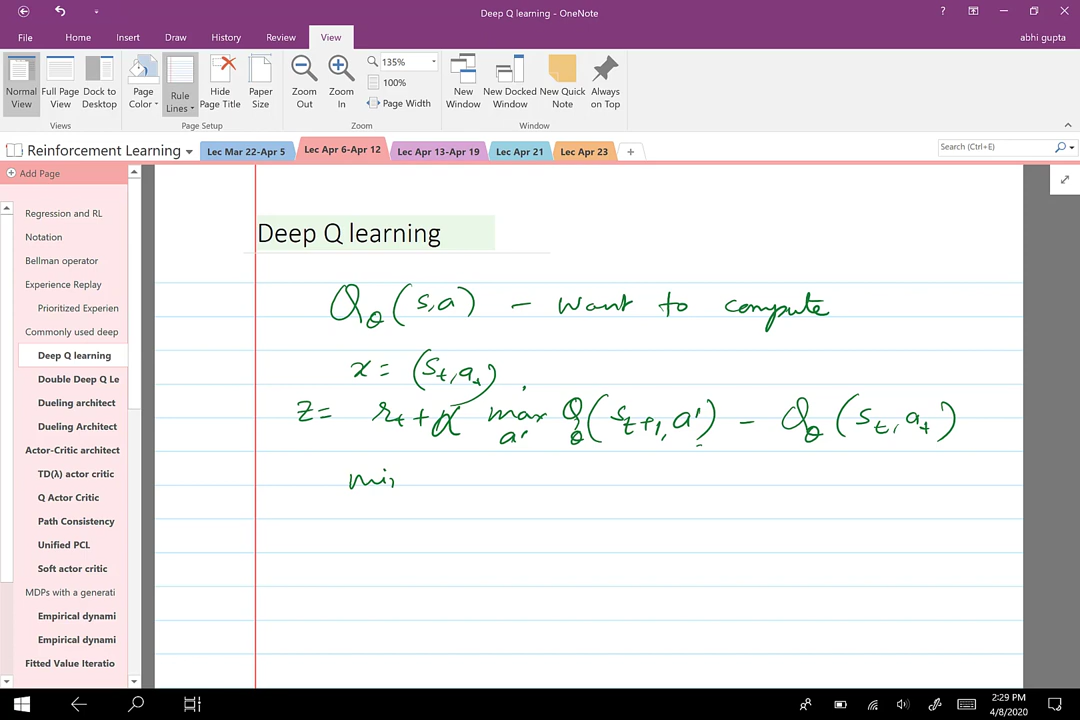 Deep Q learning - OneNote
File Home Insert Draw History Review View
abhi gupta
Normal View
Full Page View
Dock to Desktop
Page Color
Rule Lines
Hide Page Title
Paper Size
Zoom Out
Zoom In
135%
100%
Page Width
New Window
New Docked Window
New Quick Note
Always on Top
Views Page Setup Zoom Window
Reinforcement Learning
Lec Mar 22-Apr 5
Lec Apr 6-Apr 12
Lec Apr 13-Apr 19
Lec Apr 21
Lec Apr 23
Search (Ctrl+E)
Add Page
Regression and RL
Notation
Bellman operator
Experience Replay
Prioritized Experien
Commonly used deep
Deep Q learning
Double Deep Q Le
Dueling architect
Dueling Architect
Actor-Critic architect
TD(λ) actor critic
Q Actor Critic
Path Consistency
Unified PCL
Soft actor critic
MDPs with a generati
Empirical dynami
Empirical dynami
Fitted Value Iteratio
Deep Q learning
Q_θ(s,a) - want to compute
x = (s_t, a_t)
z = r_t + α max_{a'} Q_θ(s_{t+1}, a') - Q_θ(s_t, a_t)
2:29 PM
4/8/2020